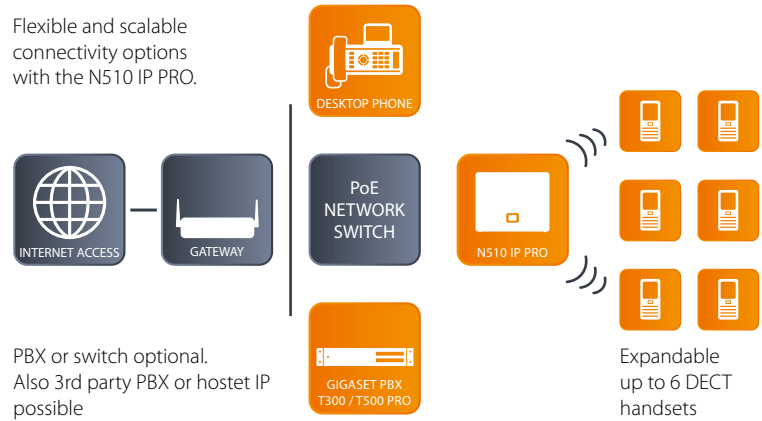 Flexible and scalable
connectivity options
with the N510 IP PRO.
DESKTOP PHONE
INTERNET ACCESS
GATEWAY
PoE
NETWORK
SWITCH
N510 IP PRO
PBX or switch optional.
Also 3rd party PBX or hostet IP
possible
GIGASET PBX
T300 / T500 PRO
Expandable
up to 6 DECT
handsets